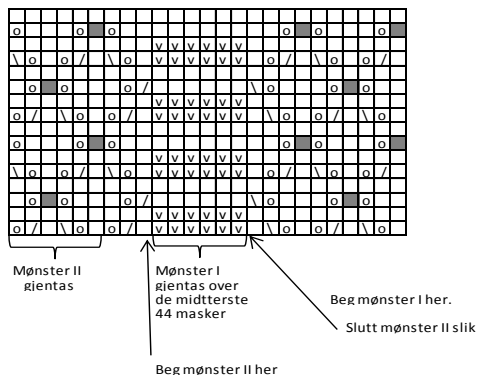 Mønster II
gjentas
Mønster I
gjentas over
de midtterste
44 masker
Beg mønster I her.
Slutt mønster II slik
Beg mønster II her